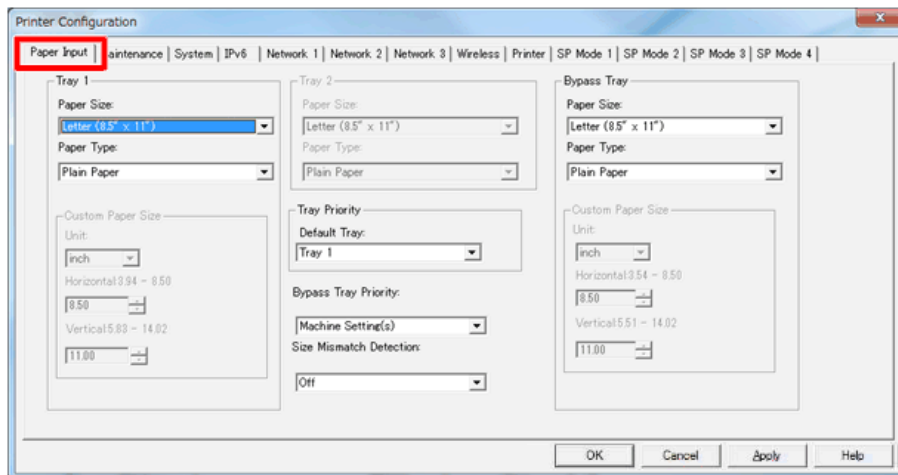 Printer Configuration
Paper Input | aintenance | System | IPv6 | Network 1 | Network 2 | Network 3 | Wireless | Printer | SP Mode 1 | SP Mode 2 | SP Mode 3 | SP Mode 4 |
Tray 1
Paper Size:
Letter (8.5" x 11")
Paper Type:
Plain Paper
Custom Paper Size
Unit:
inch
Horizontal:3.94 - 8.50
8.50
Vertical:5.83 - 14.02
11.00
Tray 2
Paper Size:
Letter (8.5" x 11")
Paper Type:
Plain Paper
Tray Priority
Default Tray:
Tray 1
Bypass Tray Priority:
Machine Setting(s)
Size Mismatch Detection:
Off
Bypass Tray
Paper Size:
Letter (8.5" x 11")
Paper Type:
Plain Paper
Custom Paper Size
Unit:
inch
Horizontal:3.54 - 8.50
8.50
Vertical:5.51 - 14.02
11.00
OK Cancel Apply Help